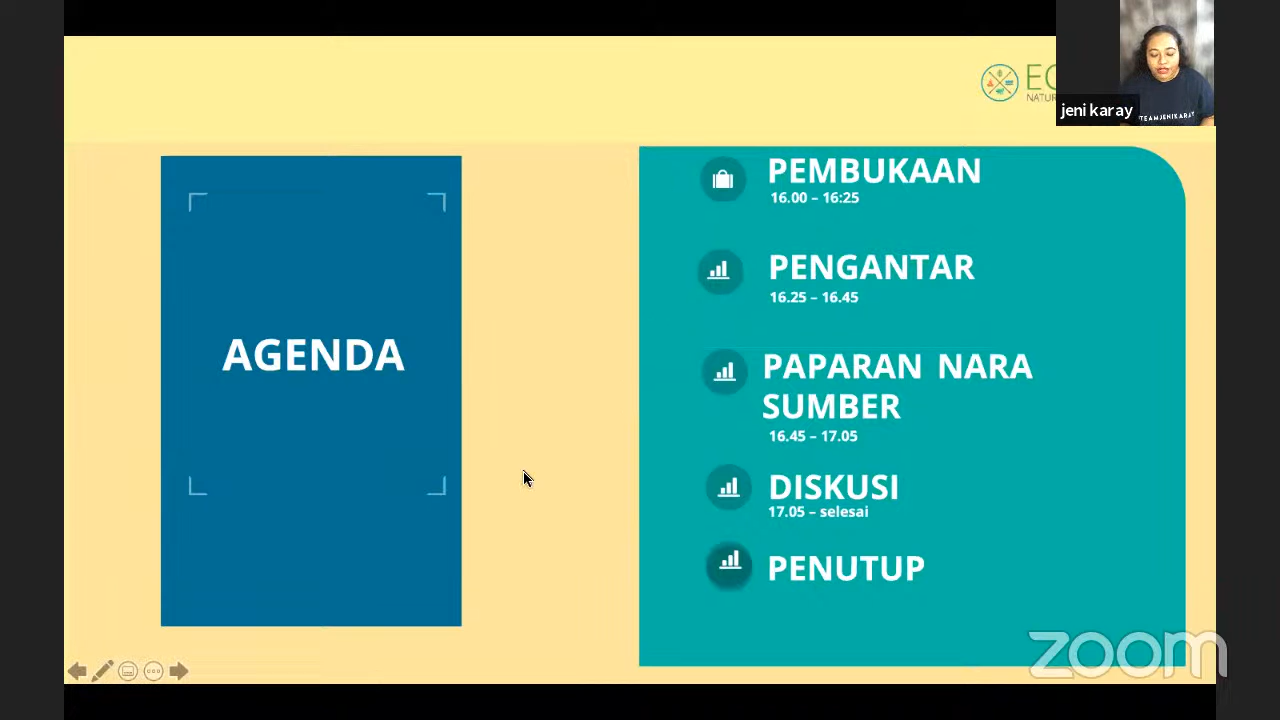 jeni karay
TEAMJENIKARAY
AGENDA
PEMBUKAAN
16.00 – 16:25
PENGANTAR
16.25 – 16.45
PAPARAN NARA
SUMBER
16.45 – 17.05
DISKUSI
17.05 – selesai
PENUTUP
zoom